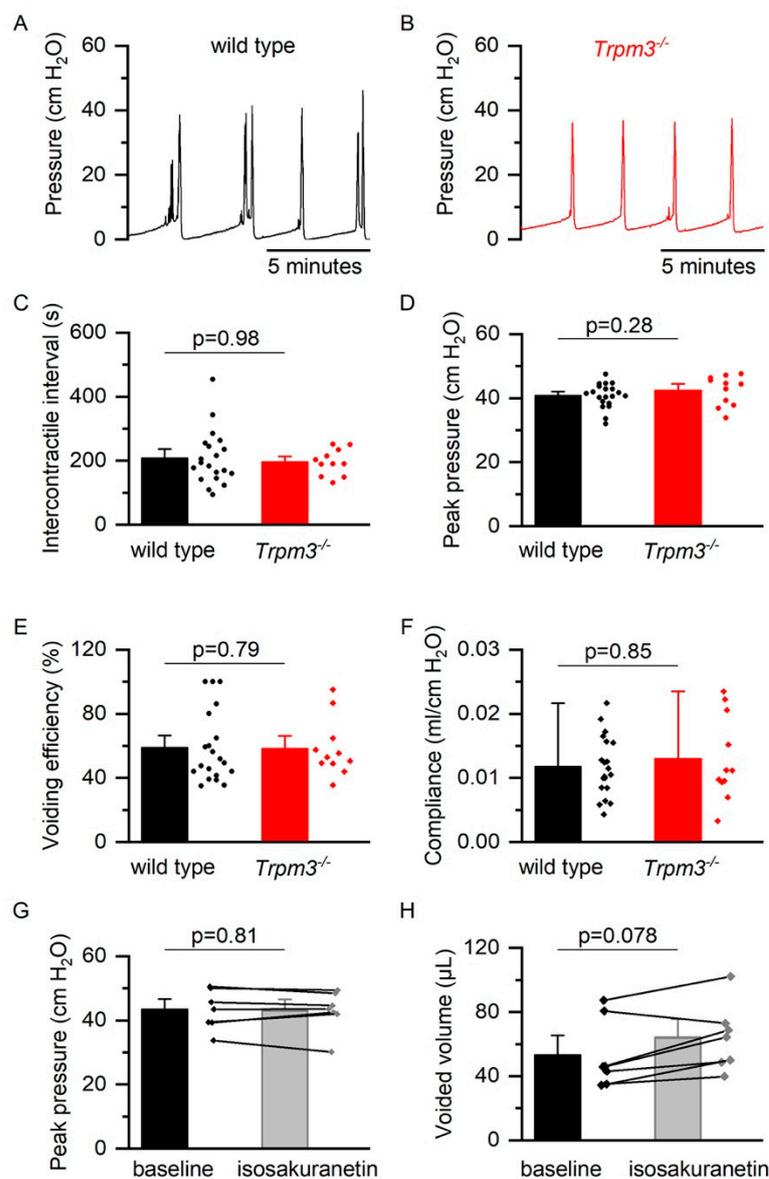 A
B
wild type
Trpm3-/-
Pressure (cm H2O)
60
40
20
0
5 minutes
Pressure (cm H2O)
60
40
20
0
5 minutes
C
D
Intercontractile interval (s)
600
400
200
0
p=0.98
wild type
Trpm3-/-
Peak pressure (cm H2O)
60
40
20
0
p=0.28
wild type
Trpm3-/-
E
F
Voiding efficiency (%)
120
80
60
40
0
p=0.79
wild type
Trpm3-/-
Compliance (ml/cm H2O)
0.03
0.02
0.01
0.00
p=0.85
wild type
Trpm3-/-
G
H
Peak pressure (cm H2O)
60
40
20
0
p=0.81
baseline
isosakuranetin
Voided volume (µL)
120
80
40
0
p=0.078
baseline
isosakuranetin